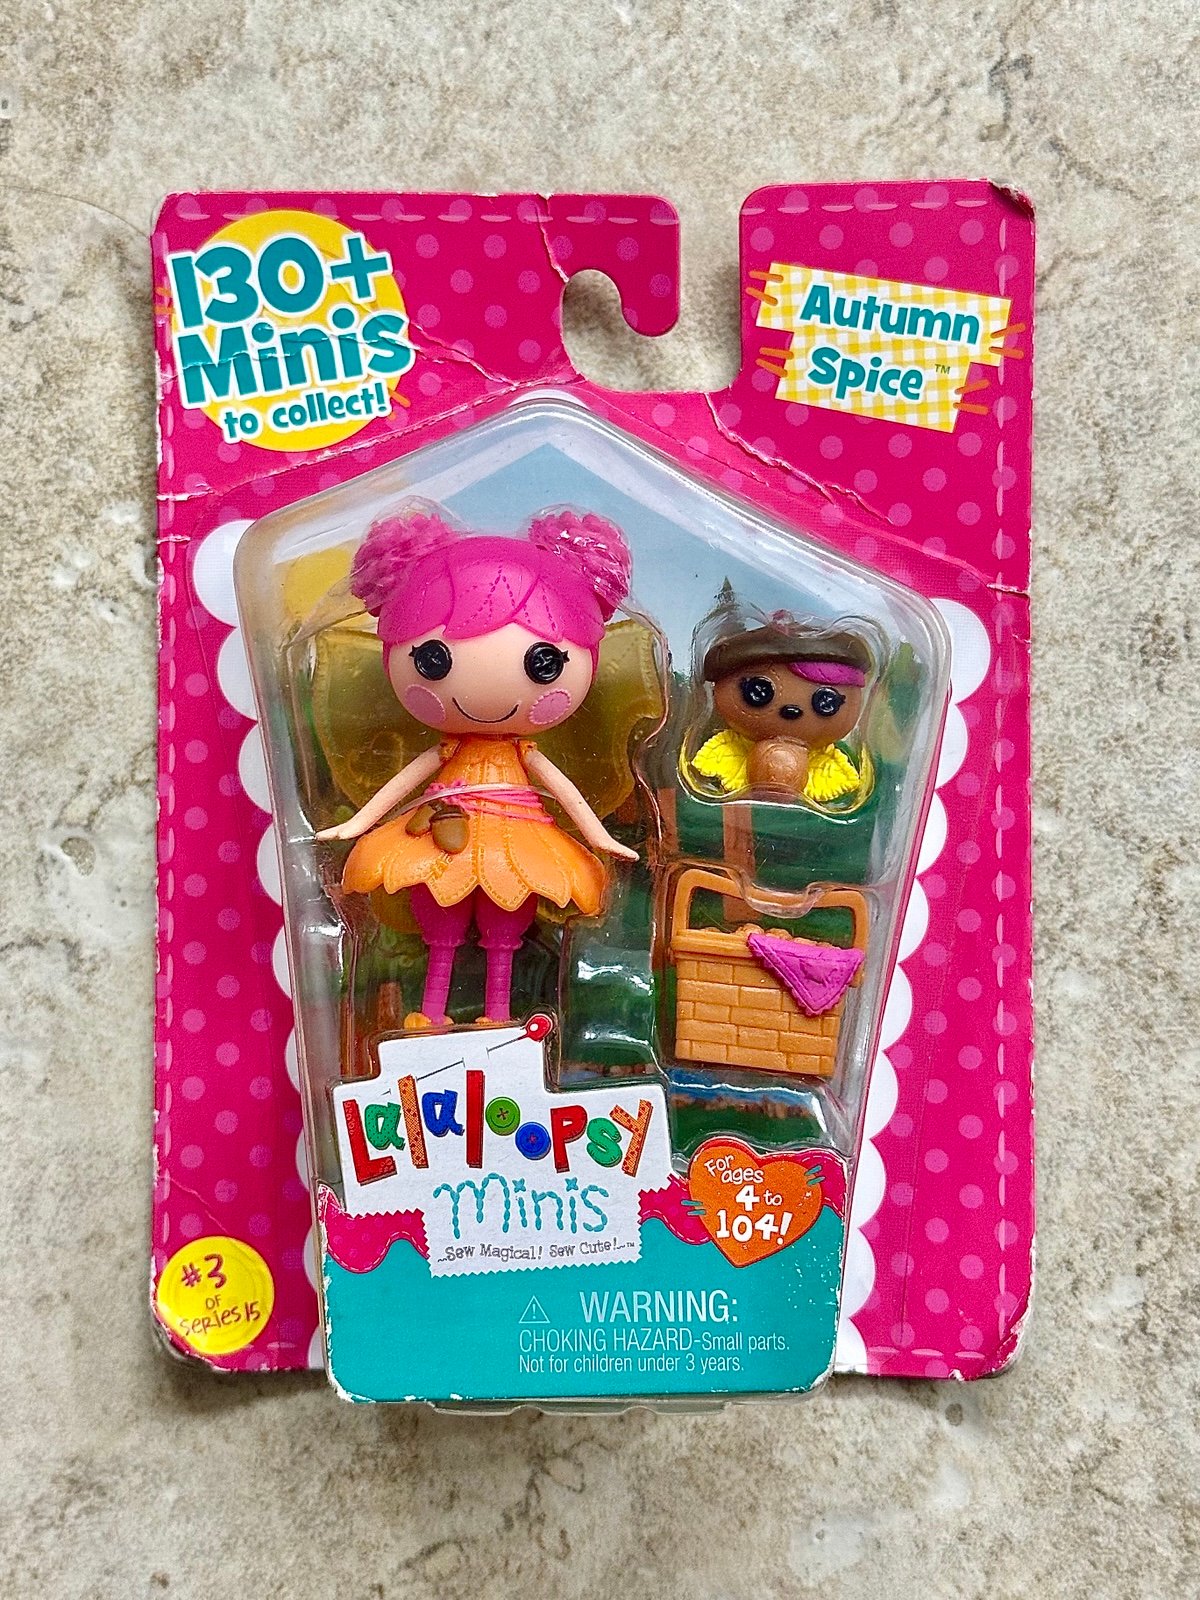 130+
Minis
to collect!
Autumn
Spice™
Lalaloopsy
Minis
Sew Magical! Sew Cute!™
For
ages
4 to
104!
#3
OF
series 15
WARNING:
CHOKING HAZARD-Small parts.
Not for children under 3 years.